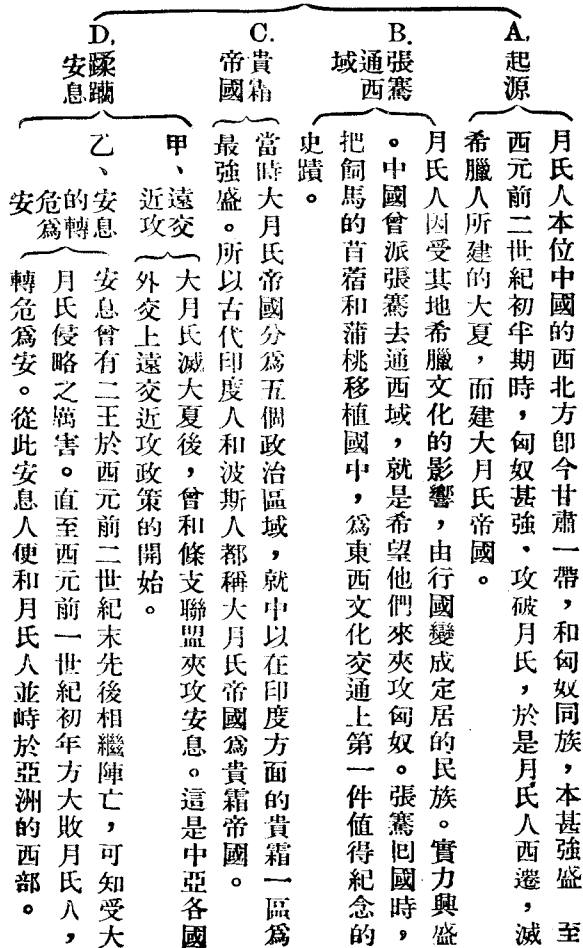 A.
起源
月氏人本位中國的西北方卽今甘肅一帶，和匈奴同族，本甚強盛　至
西元前二世紀初半期時，匈奴甚強、攻破月氏，於是月氏人西遷，滅
希臘人所建的大夏，而建大月氏帝國。
B.
張騫
通西
域
月氏人因受其地希臘文化的影響，由行國變成定居的民族。實力興盛
。中國曾派張騫去通西域，就是希望他們來夾攻匈奴。張騫囘國時，
把飼馬的苜蓿和蒲桃移植國中，爲東西文化交通上第一件値得紀念的
史蹟。
C.
貴霜
帝國
當時大月氏帝國分爲五個政治區域，就中以在印度方面的貴霜一區爲
最強盛。所以古代印度人和波斯人都稱大月氏帝國爲貴霜帝國。
D.
蹂躪
安息
甲、遠交
近攻
大月氏滅大夏後，曾和條支聯盟夾攻安息。這是中亞各國
外交上遠交近攻政策的開始。
乙、安息
的轉
危爲
安
安息曾有二王於西元前二世紀末先後相繼陣亡，可知受大
月氏侵略之厲害。直至西元前一世紀初年方大敗月氏人，
轉危爲安。從此安息人便和月氏人並峙於亞洲的西部。